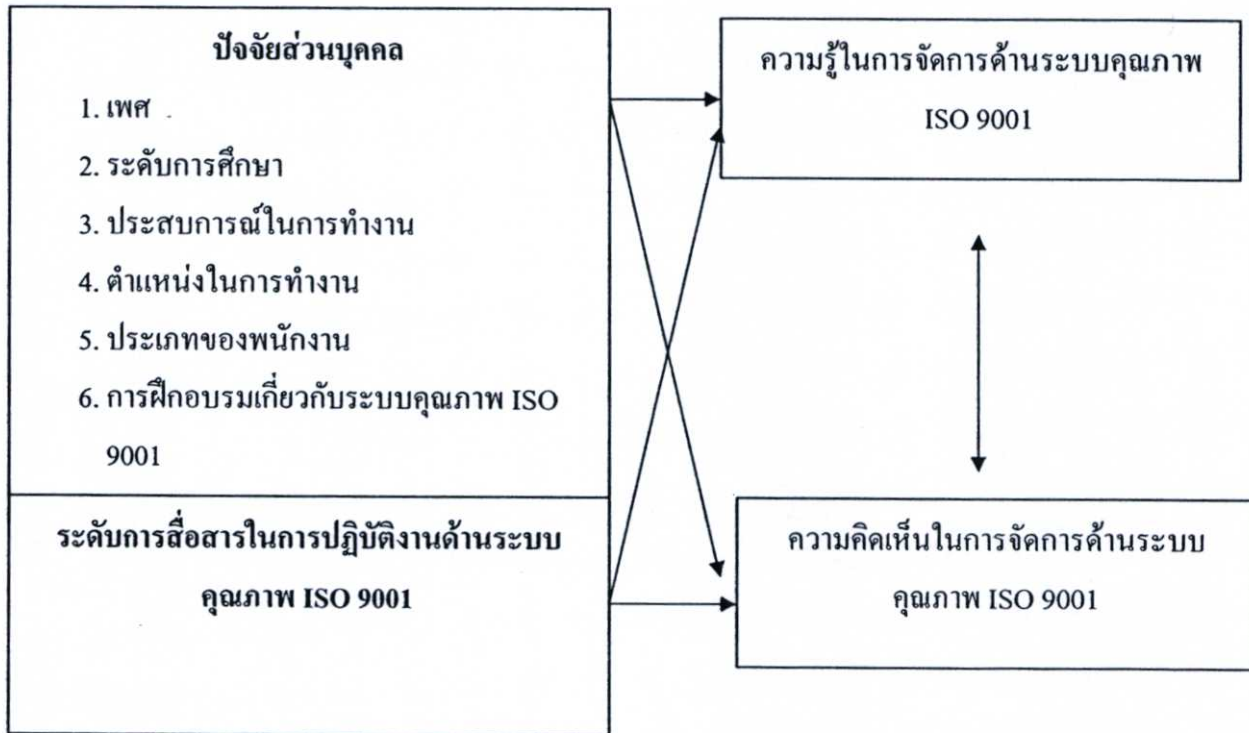 ปัจจัยส่วนบุคคล
1. เพศ
2. ระดับการศึกษา
3. ประสบการณ์ในการทำงาน
4. ตำแหน่งในการทำงาน
5. ประเภทของพนักงาน
6. การฝึกอบรมเกี่ยวกับระบบคุณภาพ ISO
9001
ระดับการสื่อสารในการปฏิบัติงานด้านระบบ
คุณภาพ ISO 9001
ความรู้ในการจัดการด้านระบบคุณภาพ
ISO 9001
ความคิดเห็นในการจัดการด้านระบบ
คุณภาพ ISO 9001